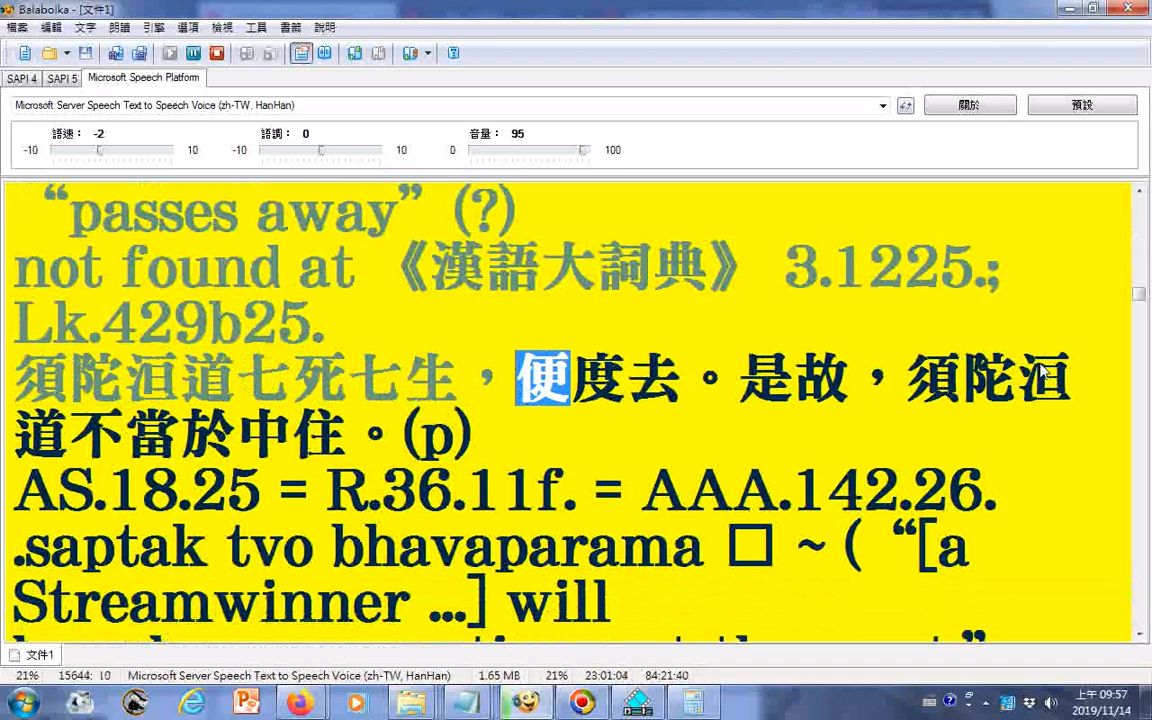 Balabolka - [文件1]
檔案 編輯 文字 朗讀 引擎 選項 檢視 工具 書籤 說明
SAPI 4 SAPI 5 Microsoft Speech Platform
Microsoft Server Speech Text to Speech Voice (zh-TW, HanHan) 關於 預設
語速： -2 語調： 0 音量： 95
-10 10 -10 10 0 100
“passes away” (?)
not found at 《漢語大詞典》 3.1225.;
Lk.429b25.
須陀洹道七死七生，便度去。是故，須陀洹
道不當於中住。(p)
AS.18.25 = R.36.11f. = AAA.142.26.
.saptak tvo bhavaparama □ ~ ( “[a
Streamwinner ...] will
文件1
21% 15644: 10 Microsoft Server Speech Text to Speech Voice (zh-TW, HanHan) 1.65 MB 21% 23:01:04 84:21:40
上午 09:57
2019/11/14